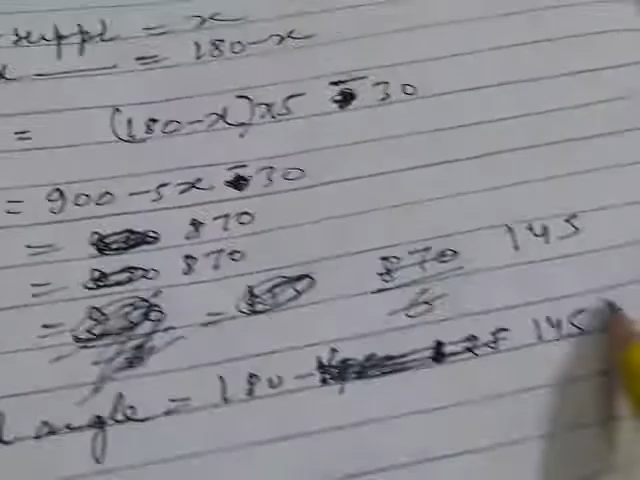 suppl = x
x — = 180-x
= (180-x)x5 - 30
= 900-5x - 30
= 870
= 870
= = 870/6 145
angle = 180- 145